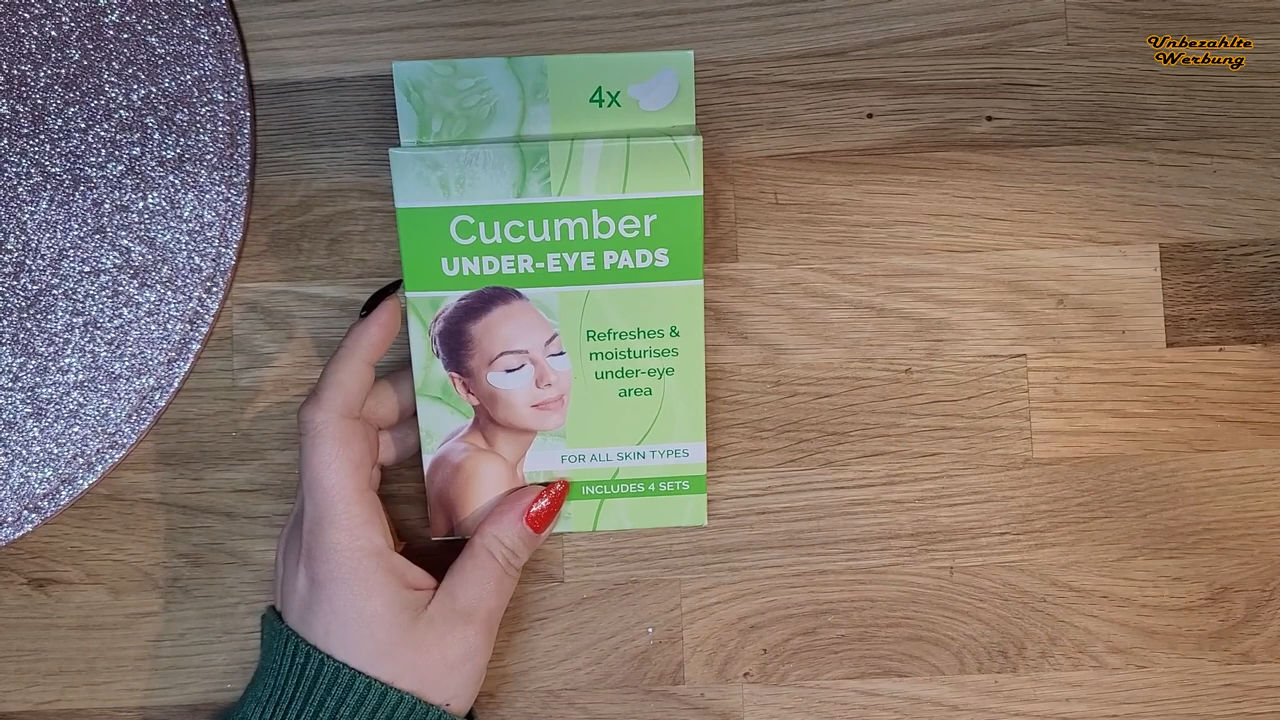 Unbezahlte
Werbung
4x
Cucumber
UNDER-EYE PADS
Refreshes &
moisturises
under-eye
area
FOR ALL SKIN TYPES
INCLUDES 4 SETS